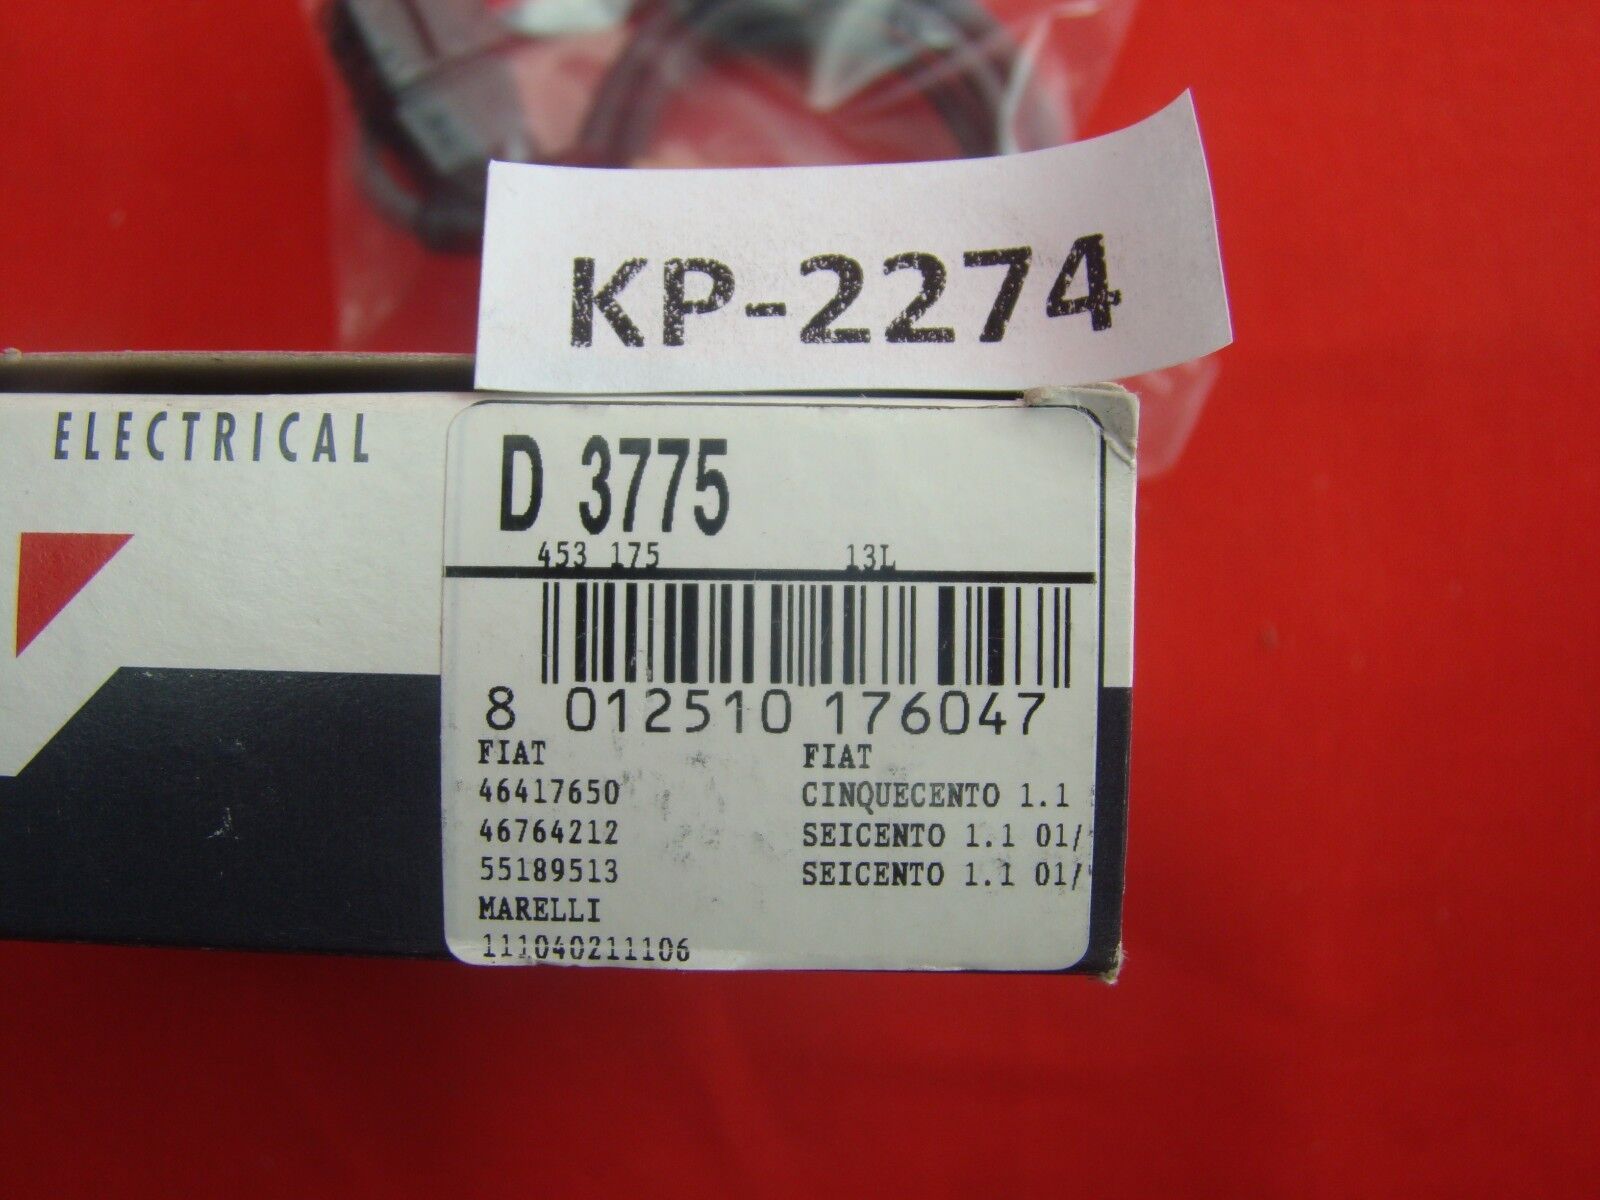 KP-2274
ELECTRICAL
D 3775
453 175 13L
8 012510 176047
FIAT FIAT
46417650 CINQUECENTO 1.1
46764212 SEICENTO 1.1 01/
55189513 SEICENTO 1.1 01/
MARELLI
111040211106